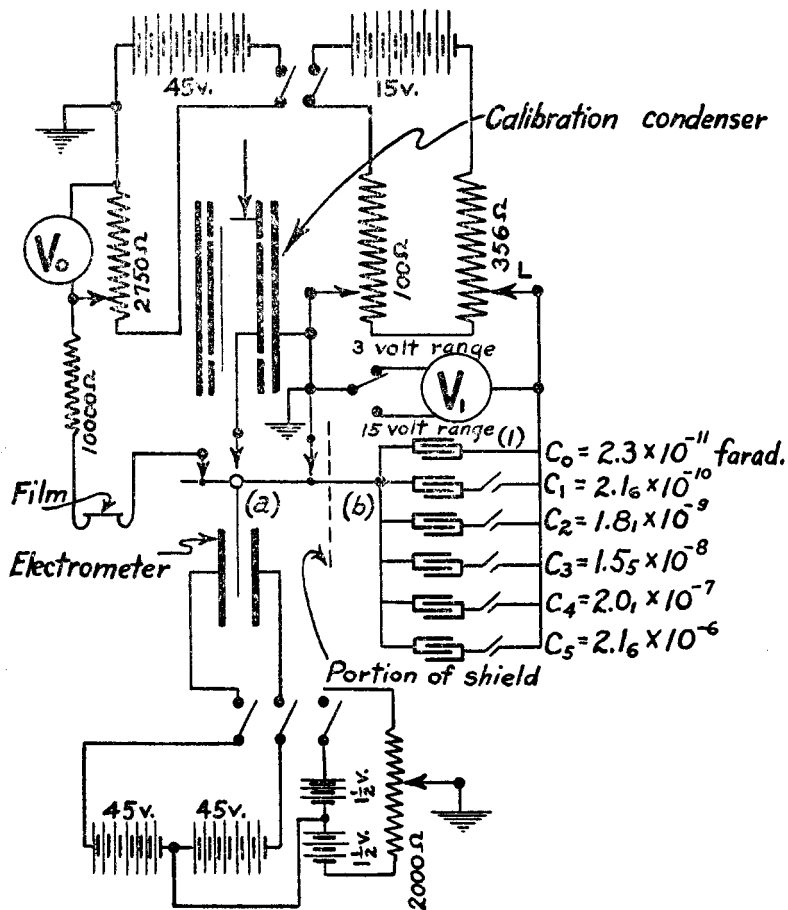 45v.
15v.
Calibration condenser
V₀
2750Ω
100Ω
356Ω
L
10000Ω
3 volt range
V₁
15 volt range
(1)
C₀ = 2.3 × 10⁻¹¹ farad.
Film
(a)
(b)
C₁ = 2.1₆ × 10⁻¹⁰
C₂ = 1.8₁ × 10⁻⁹
Electrometer
C₃ = 1.5₅ × 10⁻⁸
C₄ = 2.0₁ × 10⁻⁷
C₅ = 2.1₆ × 10⁻⁶
Portion of shield
45v.
45v.
1½v.
1½v.
2000Ω